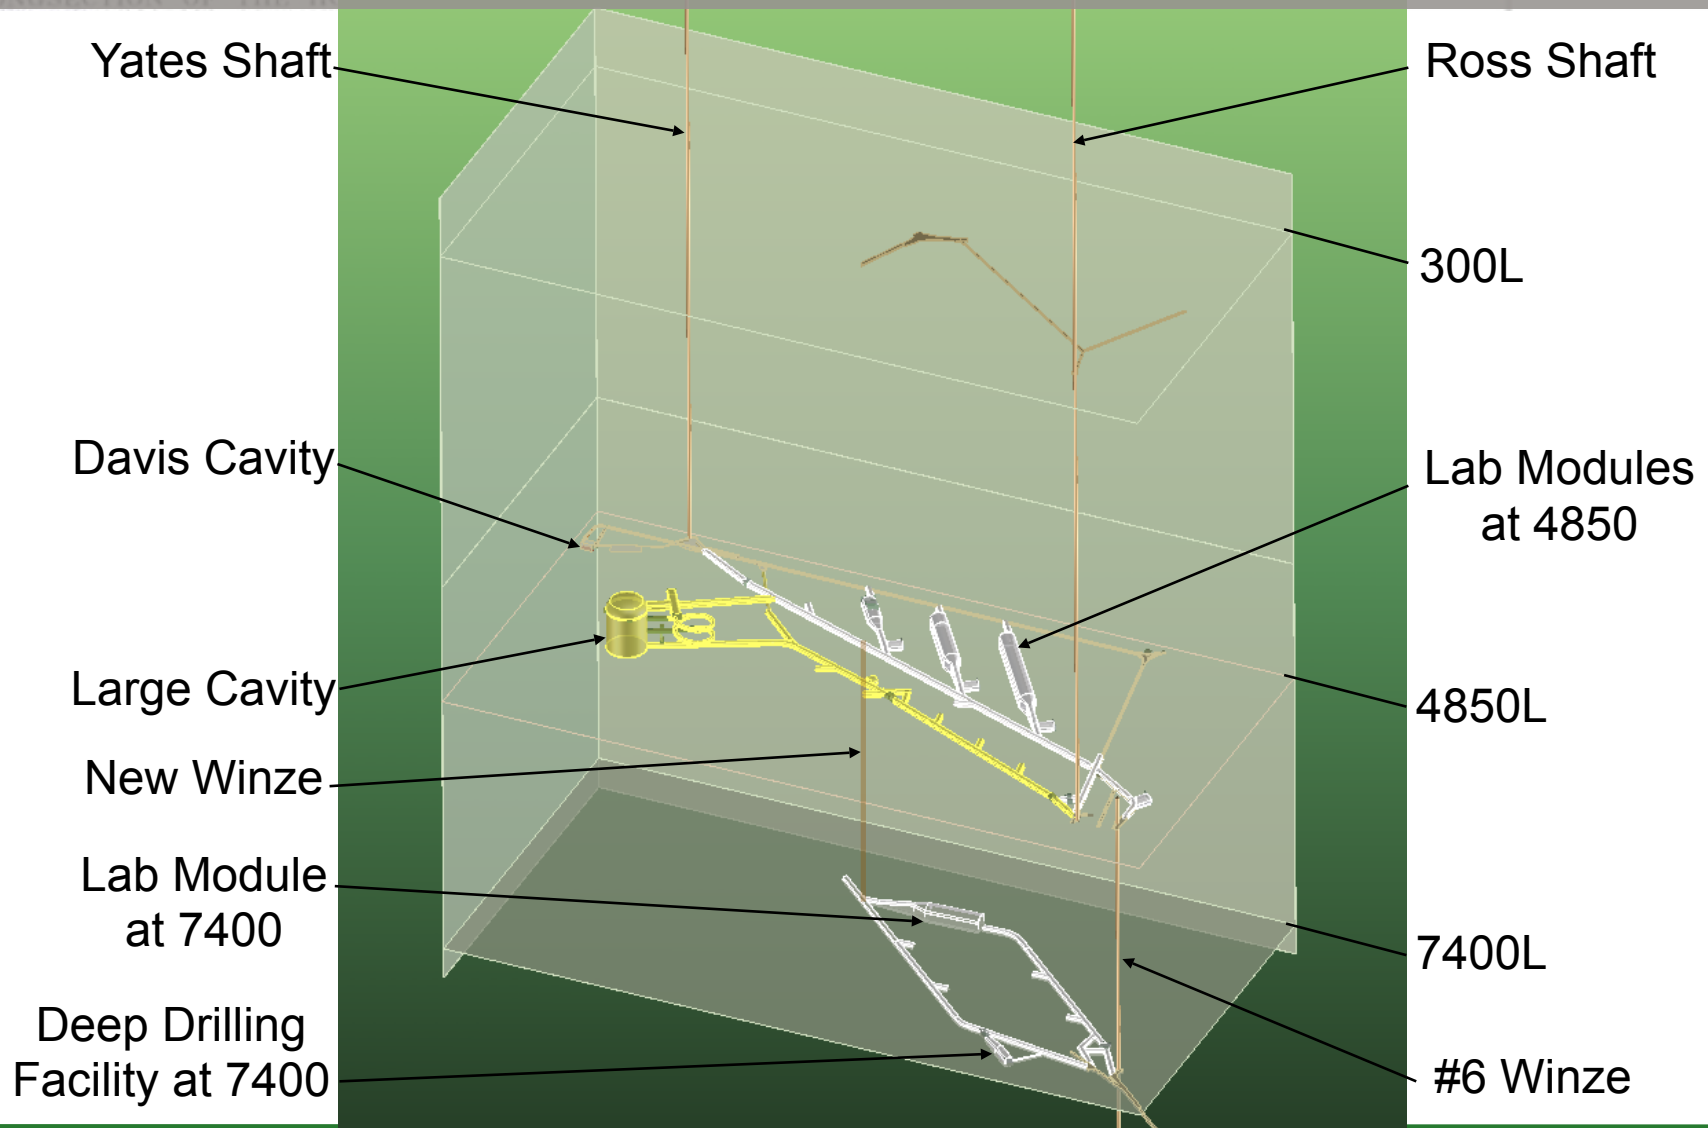 Yates Shaft
Ross Shaft
300L
Davis Cavity
Lab Modules
at 4850
Large Cavity
4850L
New Winze
Lab Module
at 7400
7400L
Deep Drilling
Facility at 7400
#6 Winze